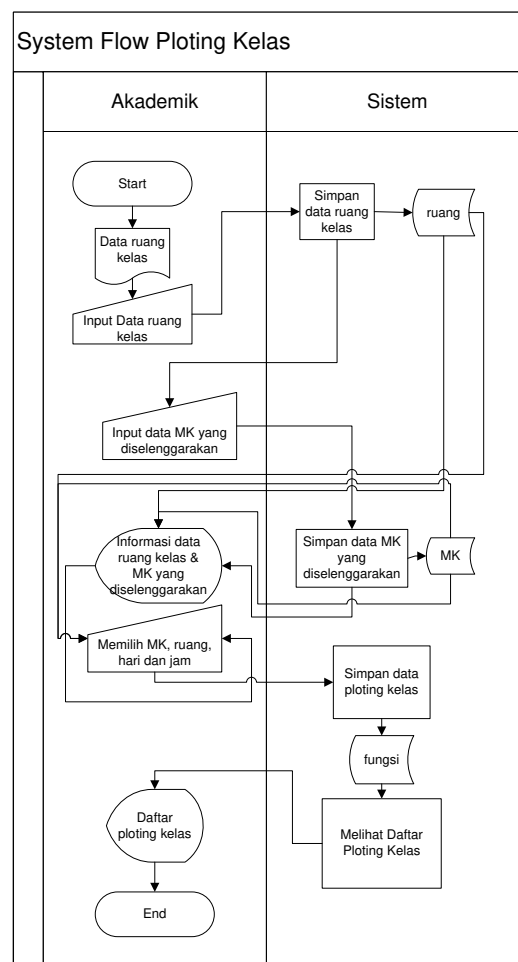 System Flow Ploting Kelas
Akademik
Sistem
Start
Data ruang
kelas
Input Data ruang
kelas
Simpan
data ruang
kelas
ruang
Input data MK yang
diselenggarakan
Informasi data
ruang kelas &
MK yang
diselenggarakan
Simpan data MK
yang
diselenggarakan
MK
Memilih MK, ruang,
hari dan jam
Simpan data
ploting kelas
fungsi
Melihat Daftar
Ploting Kelas
Daftar
ploting kelas
End